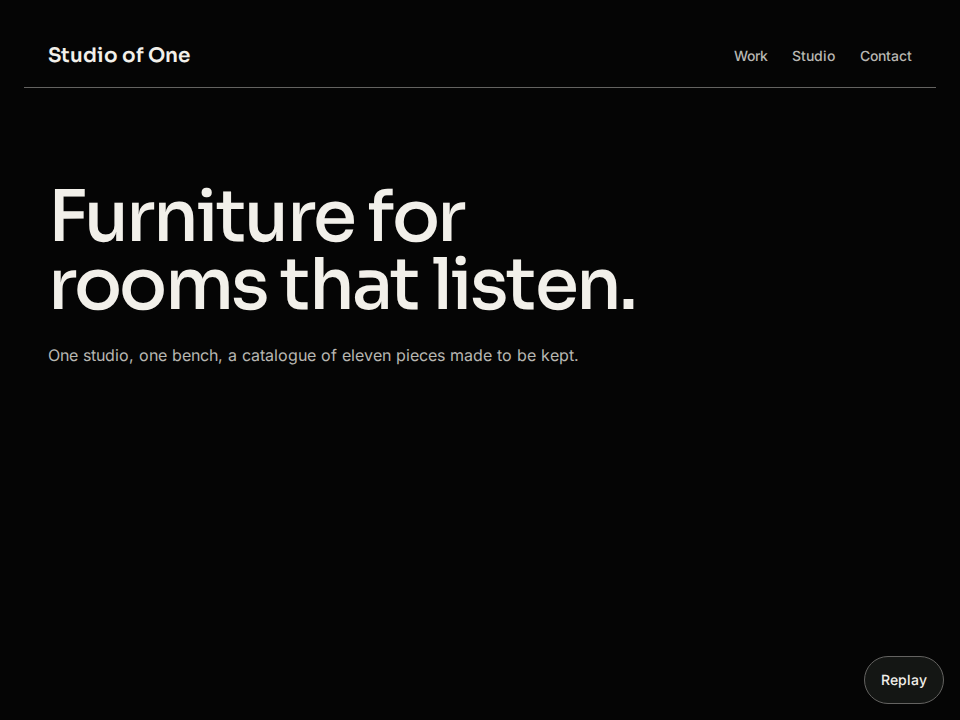 Studio of One
Work Studio Contact
Furniture for
rooms that listen.
One studio, one bench, a catalogue of eleven pieces made to be kept.
Replay